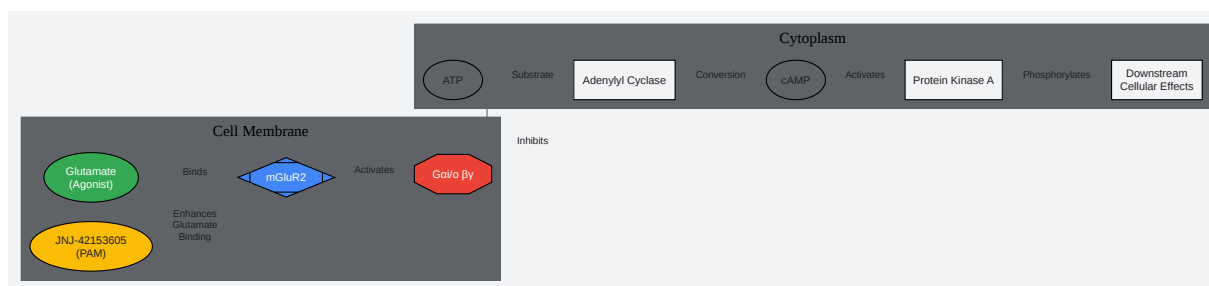 Cytoplasm
ATP
Substrate
Adenylyl Cyclase
Conversion
cAMP
Activates
Protein Kinase A
Phosphorylates
Downstream
Cellular Effects
Inhibits
Cell Membrane
Glutamate
(Agonist)
Binds
mGluR2
Activates
Gαi/o βγ
Enhances
Glutamate
Binding
JNJ-42153605
(PAM)